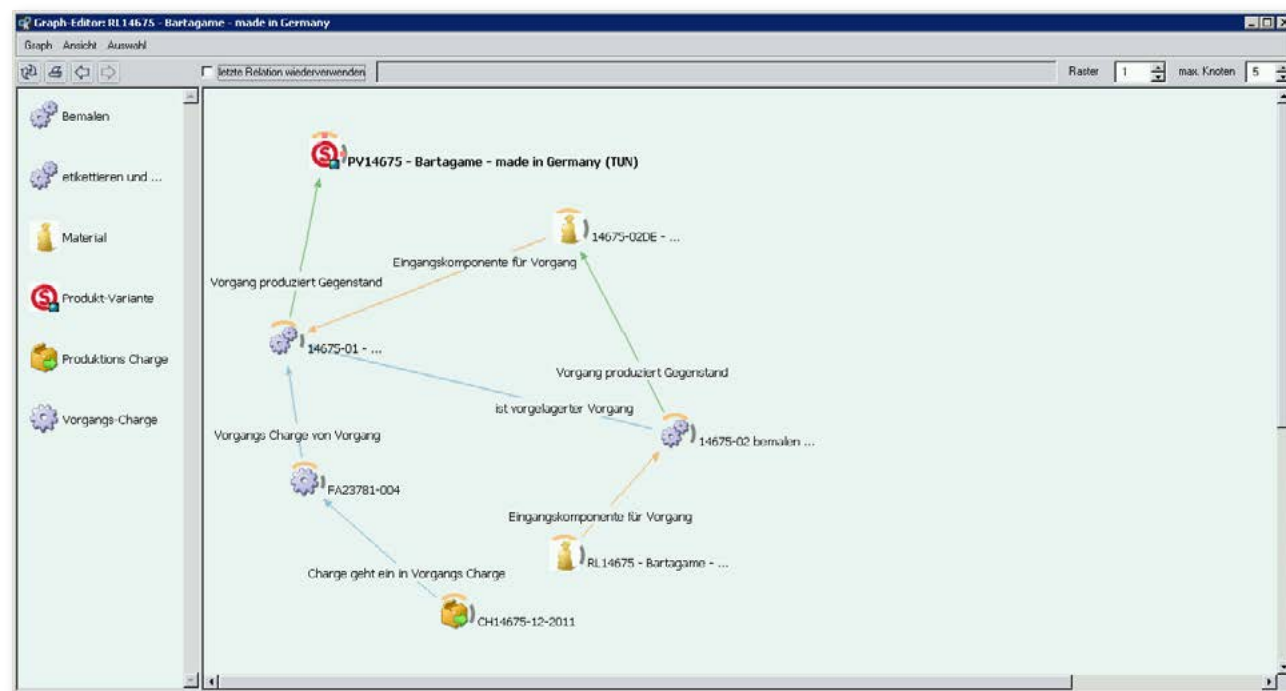 Graph-Editor: RL14675 - Bartagame - made in Germany
Graph Ansicht Auswahl
letzte Relation wiederverwenden
Raster 1 max. Knoten 5
Bemalen
etikettieren und ...
Material
Produkt-Variante
Produktions Charge
Vorgangs-Charge
PV14675 - Bartagame - made in Germany (TUN)
14675-02DE - ...
Eingangskomponente für Vorgang
Vorgang produziert Gegenstand
14675-01 - ...
Vorgang produziert Gegenstand
ist vorgelagerter Vorgang
Vorgangs Charge von Vorgang
14675-02 bemalen ...
FA23781-004
Eingangskomponente für Vorgang
RL14675 - Bartagame - ...
Charge geht ein in Vorgangs Charge
CH14675-12-2011